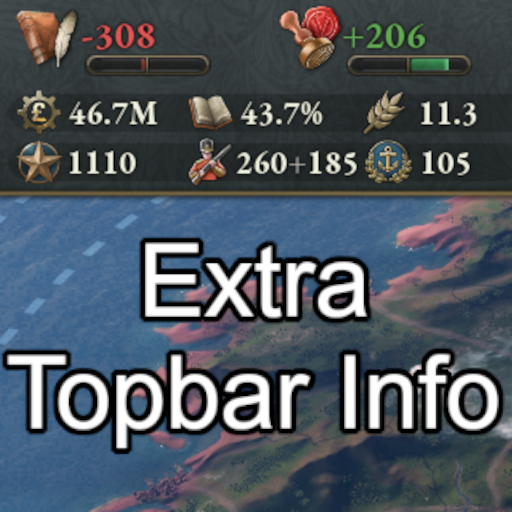 -308 +206
£ 46.7M 43.7% 11.3
1110 260+185 105
Extra
Topbar Info